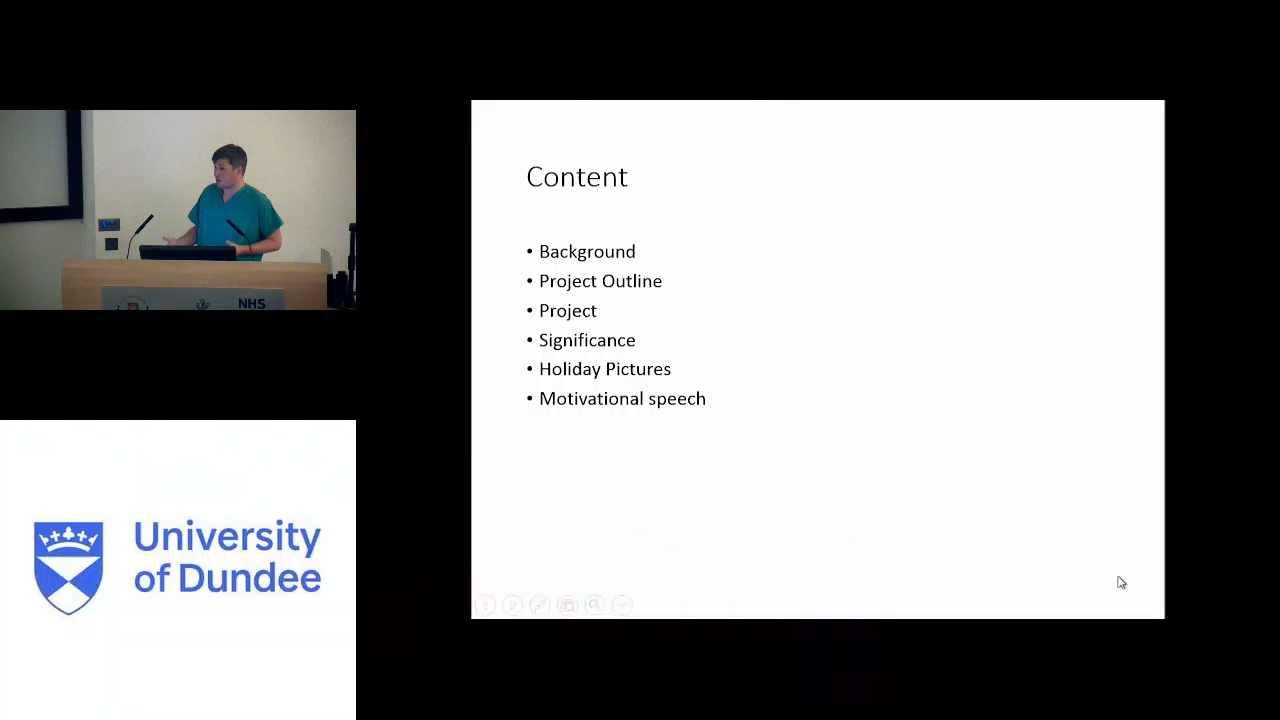 NHS
University
of Dundee
Content
• Background
• Project Outline
• Project
• Significance
• Holiday Pictures
• Motivational speech